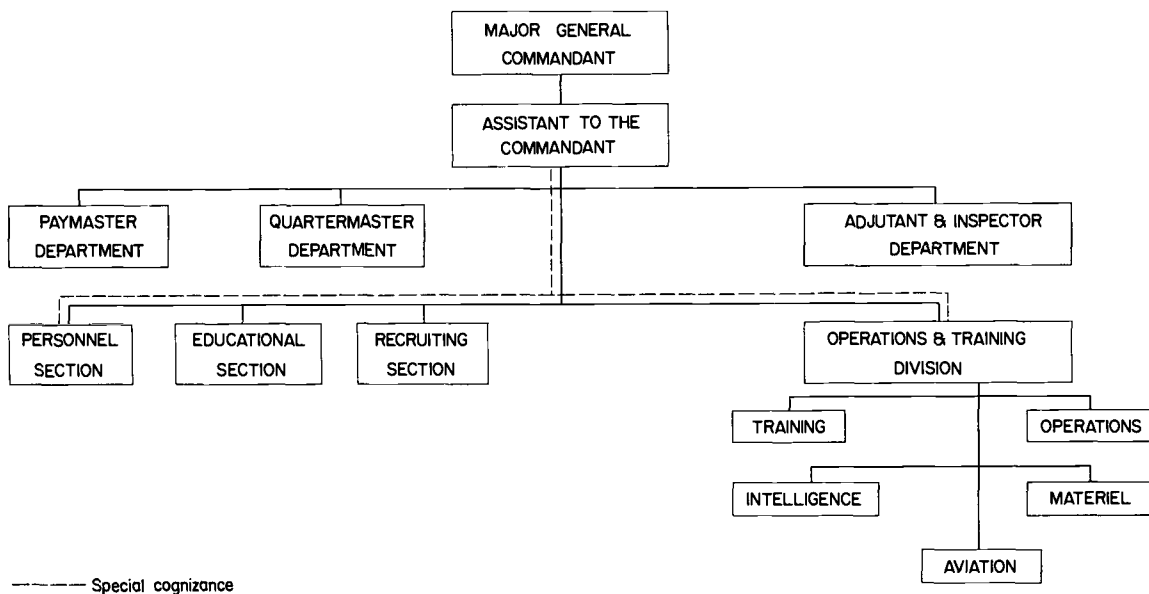 MAJOR GENERAL
COMMANDANT
ASSISTANT TO THE
COMMANDANT
PAYMASTER
DEPARTMENT
QUARTERMASTER
DEPARTMENT
ADJUTANT & INSPECTOR
DEPARTMENT
PERSONNEL
SECTION
EDUCATIONAL
SECTION
RECRUITING
SECTION
OPERATIONS & TRAINING
DIVISION
TRAINING
OPERATIONS
INTELLIGENCE
MATERIEL
AVIATION
Special cognizance